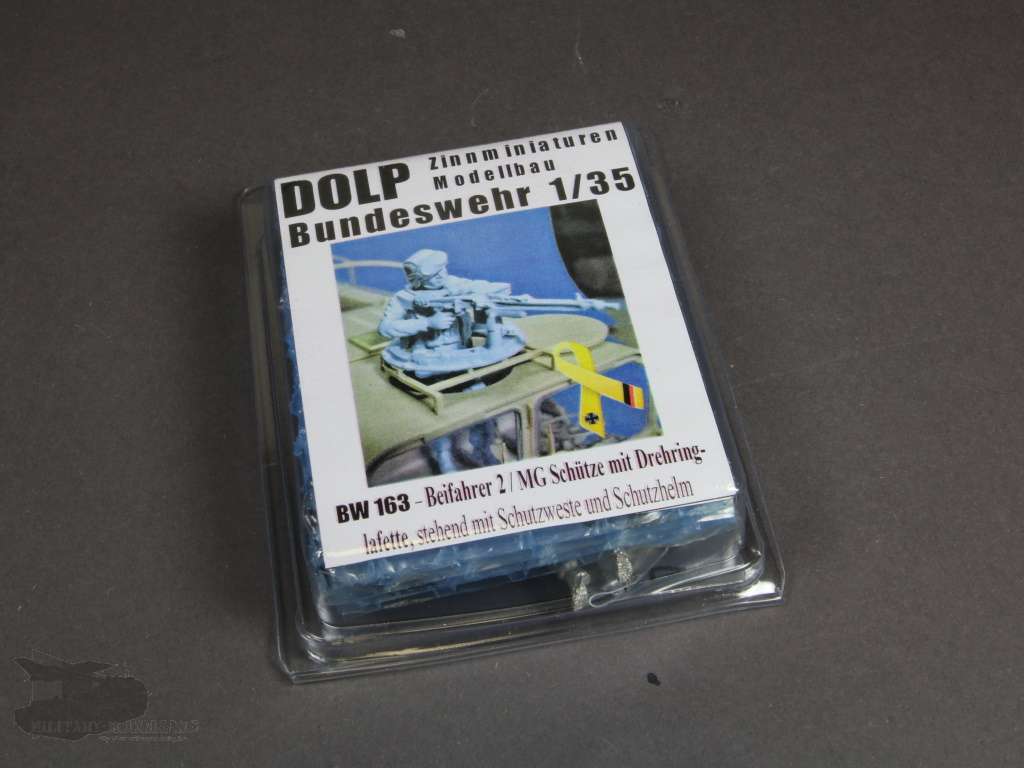 DOLP Zinnminiaturen
Modellbau
Bundeswehr 1/35
BW 163 – Beifahrer 2 / MG Schütze mit Drehring-
lafette, stehend mit Schutzweste und Schutzhelm